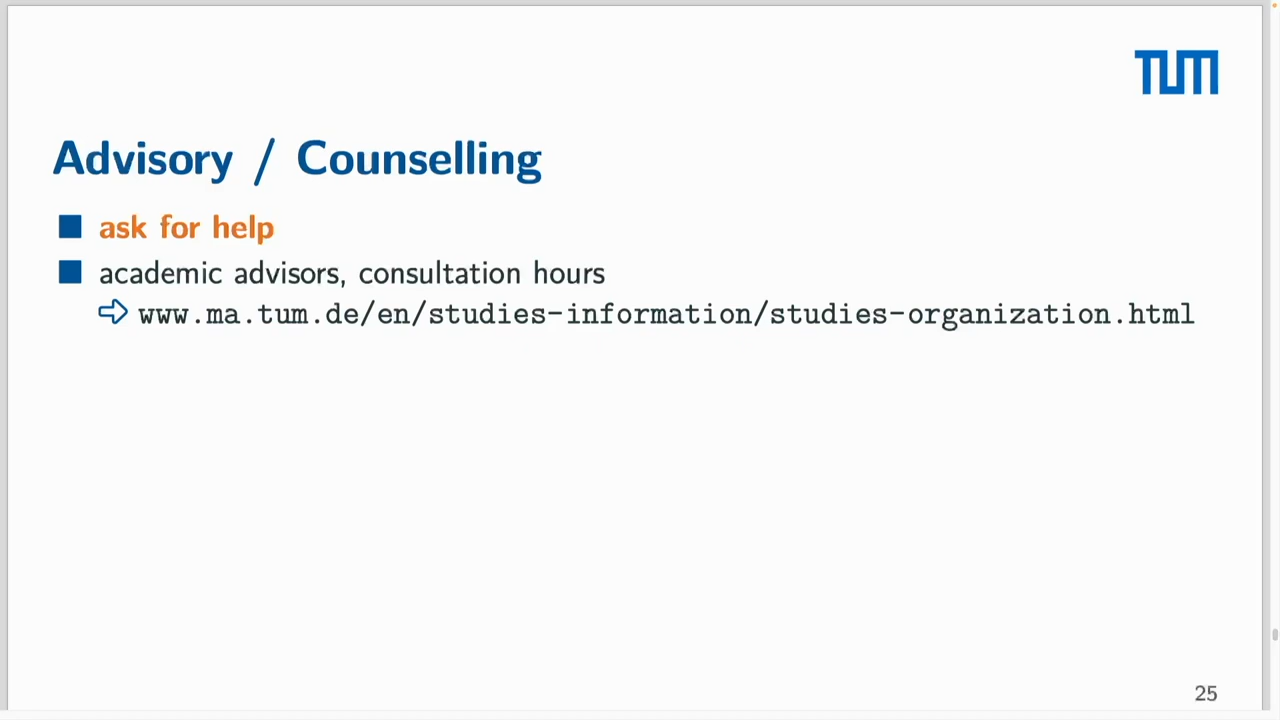 TUM
Advisory / Counselling
ask for help
academic advisors, consultation hours
⇨ www.ma.tum.de/en/studies-information/studies-organization.html
25